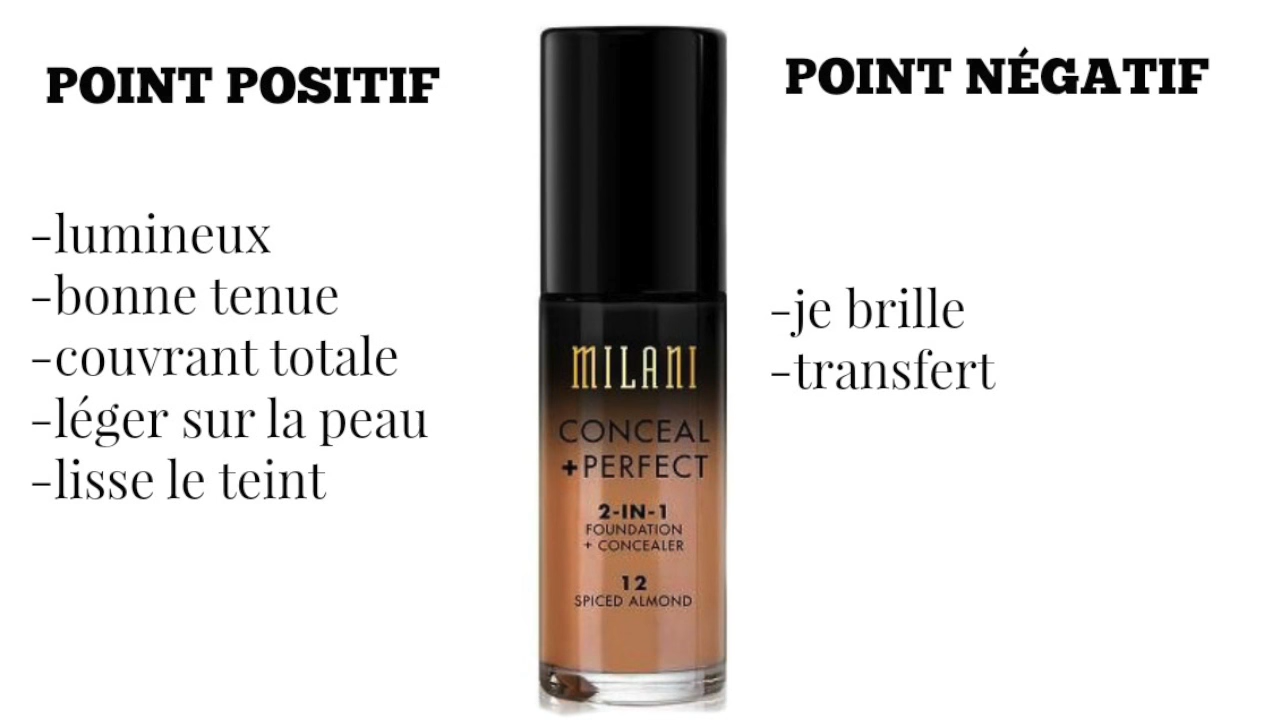 POINT POSITIF
-lumineux
-bonne tenue
-couvrant totale
-léger sur la peau
-lisse le teint
MILANI
CONCEAL
+PERFECT
2-IN-1
FOUNDATION
+ CONCEALER
12
SPICED ALMOND
POINT NÉGATIF
-je brille
-transfert